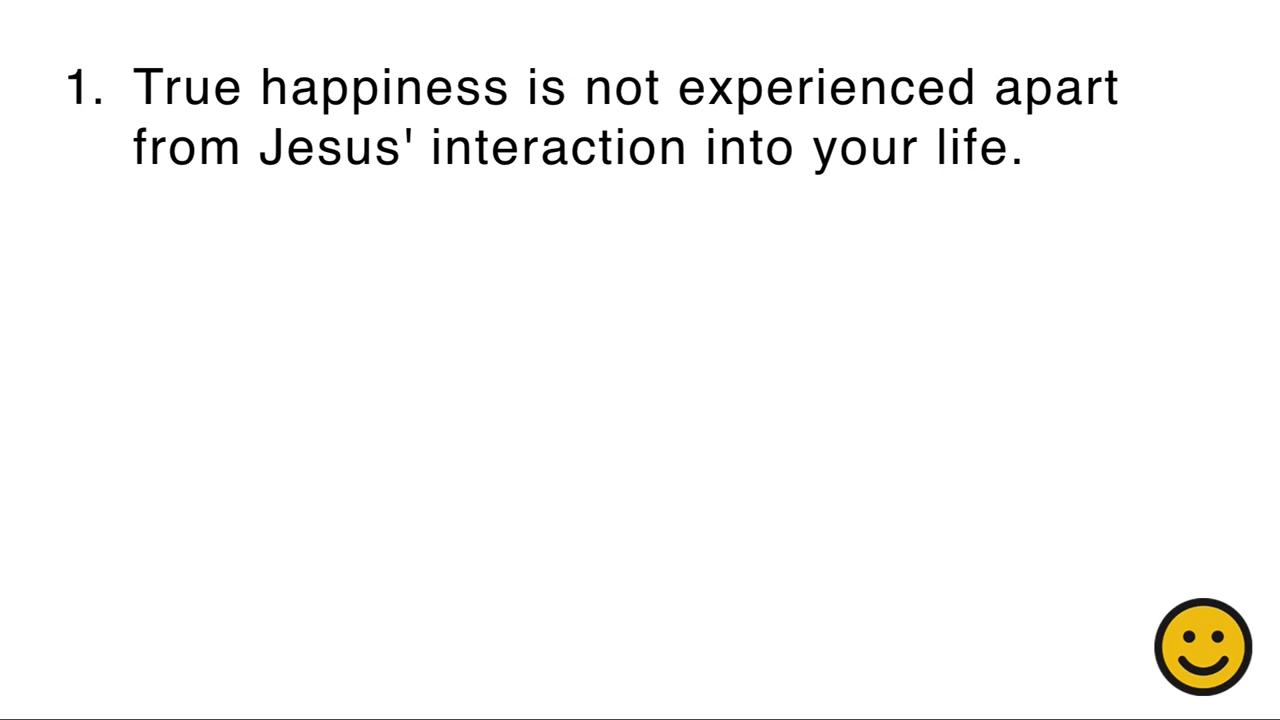 1. True happiness is not experienced apart
from Jesus' interaction into your life.